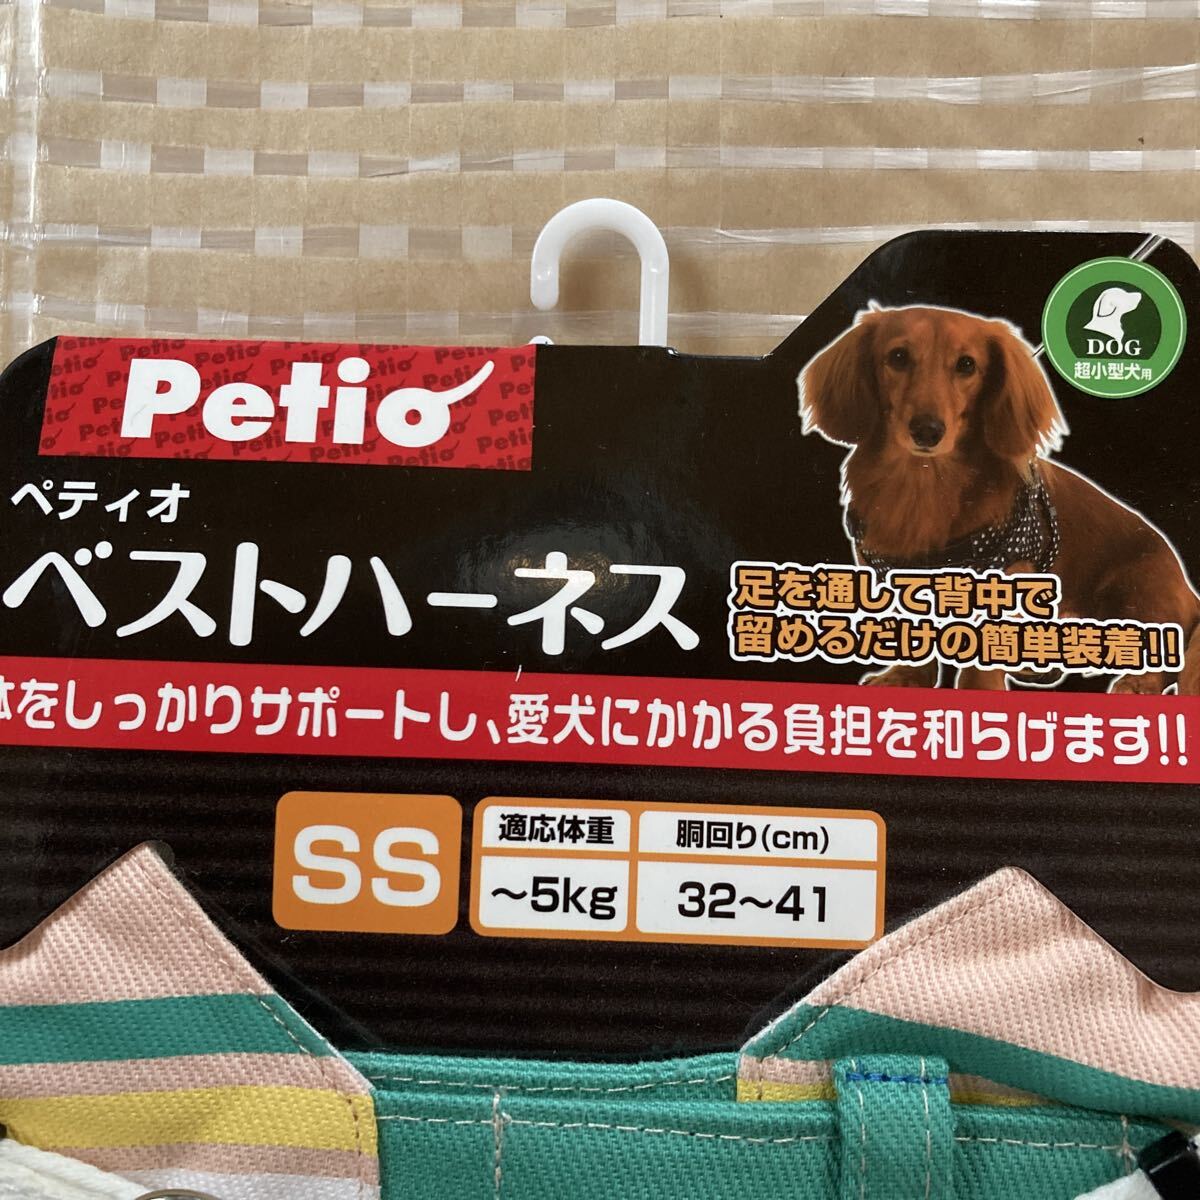 Petio
DOG
超小型犬用
ペティオ
ベストハーネス
足を通して背中で
留めるだけの簡単装着!!
体をしっかりサポートし、愛犬にかかる負担を和らげます!!
SS
適応体重
胴回り(cm)
～5kg
32～41